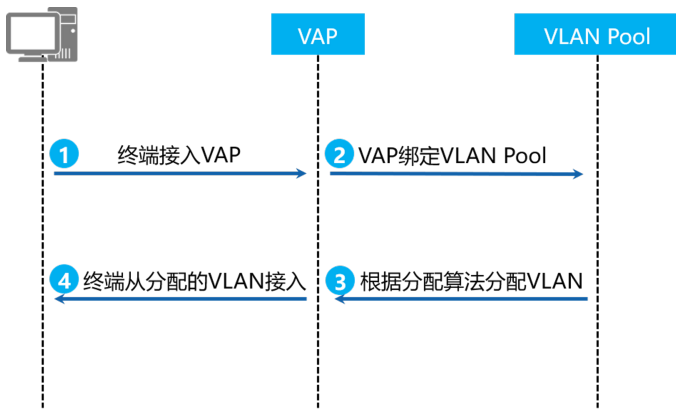 VAP
VLAN Pool
1 终端接入VAP
2 VAP绑定VLAN Pool
4 终端从分配的VLAN接入
3 根据分配算法分配VLAN